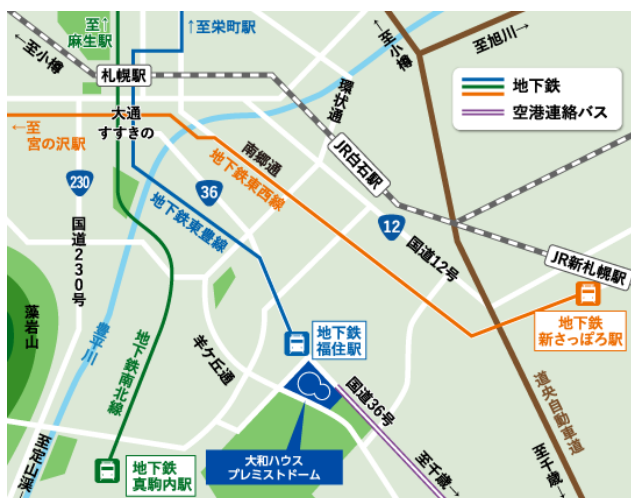 至↑
麻生駅
↑至栄町駅
←至小樽
札幌駅
←至小樽
至旭川→
地下鉄
空港連絡バス
環状通
大通
すすきの
←至
宮の沢駅
南郷通
地下鉄東西線
JR白石駅
230
36
12
国道230号
地下鉄東豊線
国道12号
JR新札幌駅
藻岩山
豊平川
地下鉄南北線
羊ケ丘通
地下鉄
福住駅
地下鉄
新さっぽろ駅
国道36号
道央自動車道
大和ハウス
プレミストドーム
至定山渓→
地下鉄
真駒内駅
至千歳→
至千歳→